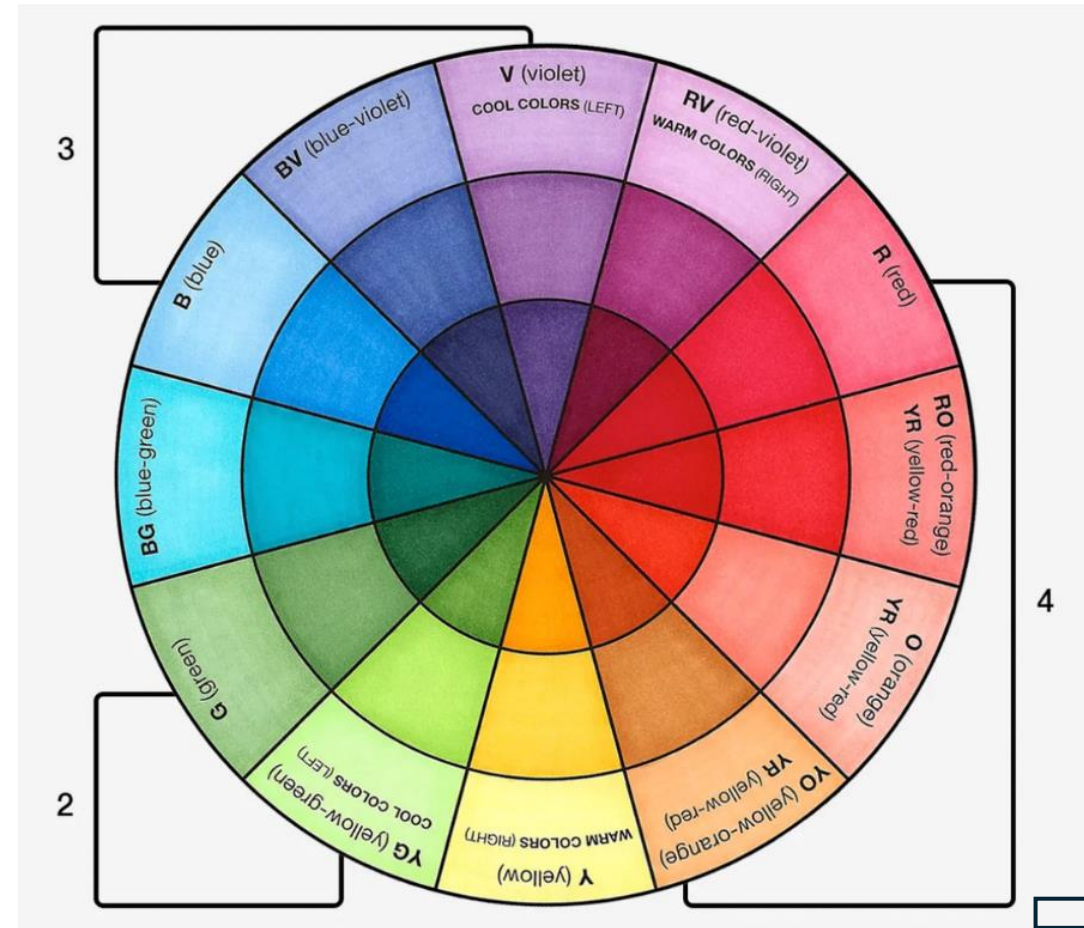 3
V (violet)
COOL COLORS (LEFT)
RV (red-violet)
WARM COLORS (RIGHT)
BV (blue-violet)
B (blue)
R (red)
BG (blue-green)
RO (red-orange)
YR (yellow-red)
4
G (green)
O (orange)
YR (yellow-red)
2
YG (yellow-green)
COOL COLORS (LEFT)
Y (yellow)
WARM COLORS (RIGHT)
YO (yellow-orange)
YR (yellow-red)